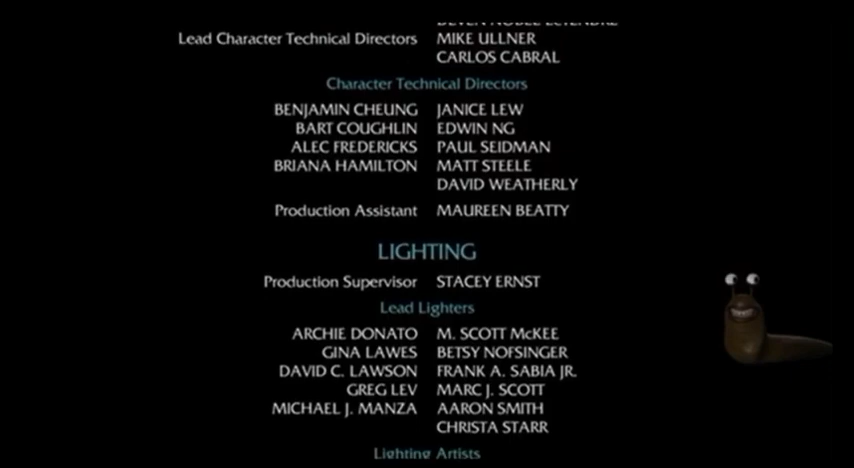 Lead Character Technical Directors MIKE ULLNER
CARLOS CABRAL
Character Technical Directors
BENJAMIN CHEUNG JANICE LEW
BART COUGHLIN EDWIN NG
ALEC FREDERICKS PAUL SEIDMAN
BRIANA HAMILTON MATT STEELE
DAVID WEATHERLY
Production Assistant MAUREEN BEATTY
LIGHTING
Production Supervisor STACEY ERNST
Lead Lighters
ARCHIE DONATO M. SCOTT McKEE
GINA LAWES BETSY NOFSINGER
DAVID C. LAWSON FRANK A. SABIA JR.
GREG LEV MARC J. SCOTT
MICHAEL J. MANZA AARON SMITH
CHRISTA STARR
Lighting Artists